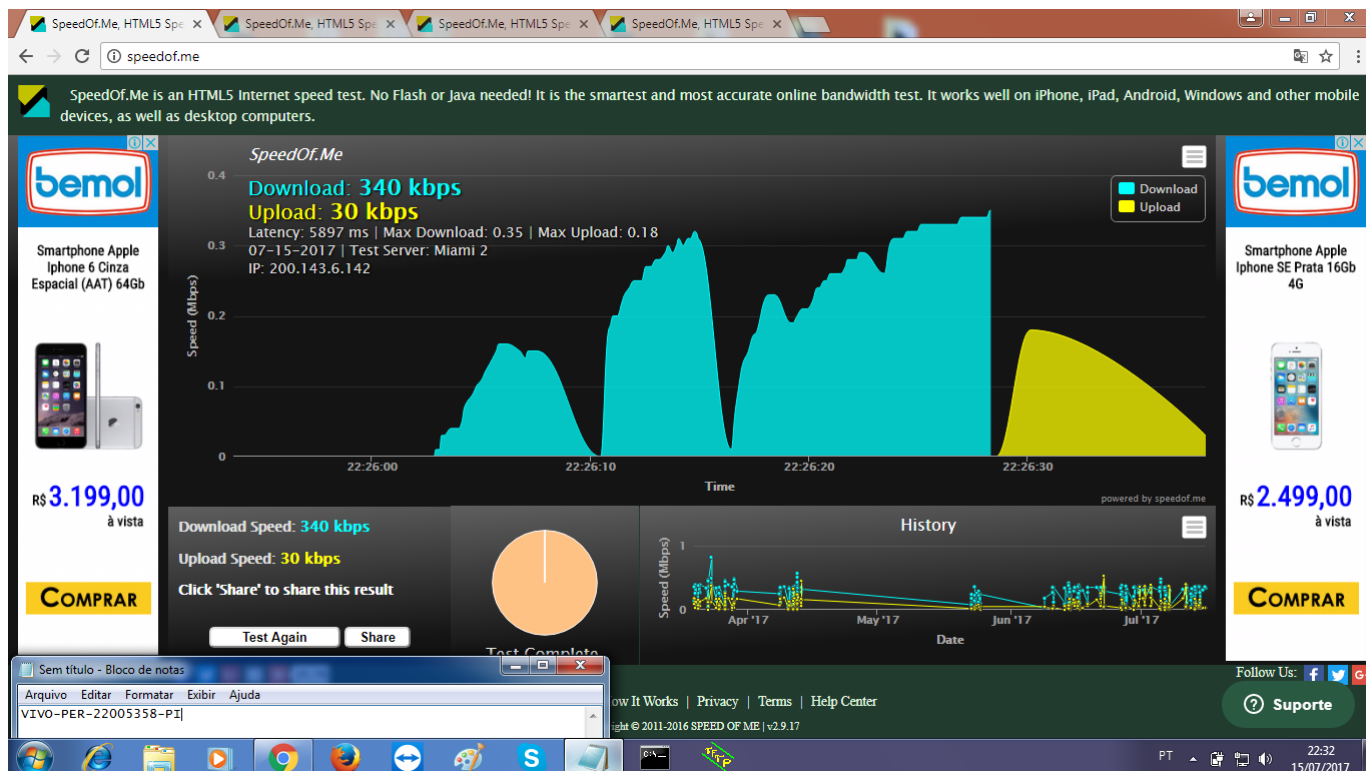 SpeedOf.Me, HTML5 Spe
SpeedOf.Me, HTML5 Spe
SpeedOf.Me, HTML5 Spe
SpeedOf.Me, HTML5 Spe
speedof.me
SpeedOf.Me is an HTML5 Internet speed test. No Flash or Java needed! It is the smartest and most accurate online bandwidth test. It works well on iPhone, iPad, Android, Windows and other mobile
devices, as well as desktop computers.
bemol
Smartphone Apple
Iphone 6 Cinza
Espacial (AAT) 64Gb
R$ 3.199,00
à vista
COMPRAR
SpeedOf.Me
Download: 340 kbps
Upload: 30 kbps
Latency: 5897 ms | Max Download: 0.35 | Max Upload: 0.18
07-15-2017 | Test Server: Miami 2
IP: 200.143.6.142
Download
Upload
Speed (Mbps)
0.4
0.3
0.2
0.1
0
22:26:00
22:26:10
22:26:20
22:26:30
Time
powered by speedof.me
bemol
Smartphone Apple
Iphone SE Prata 16Gb
4G
R$ 2.499,00
à vista
COMPRAR
Download Speed: 340 kbps
Upload Speed: 30 kbps
Click 'Share' to share this result
Test Again
Share
Test Complete
History
Speed (Mbps)
1
0
Apr '17
May '17
Jun '17
Jul '17
Date
Follow Us:
ow It Works | Privacy | Terms | Help Center
ight © 2011-2016 SPEED OF ME | v2.9.17
Suporte
Sem título - Bloco de notas
Arquivo Editar Formatar Exibir Ajuda
VIVO-PER-22005358-PI
PT
22:32
15/07/2017